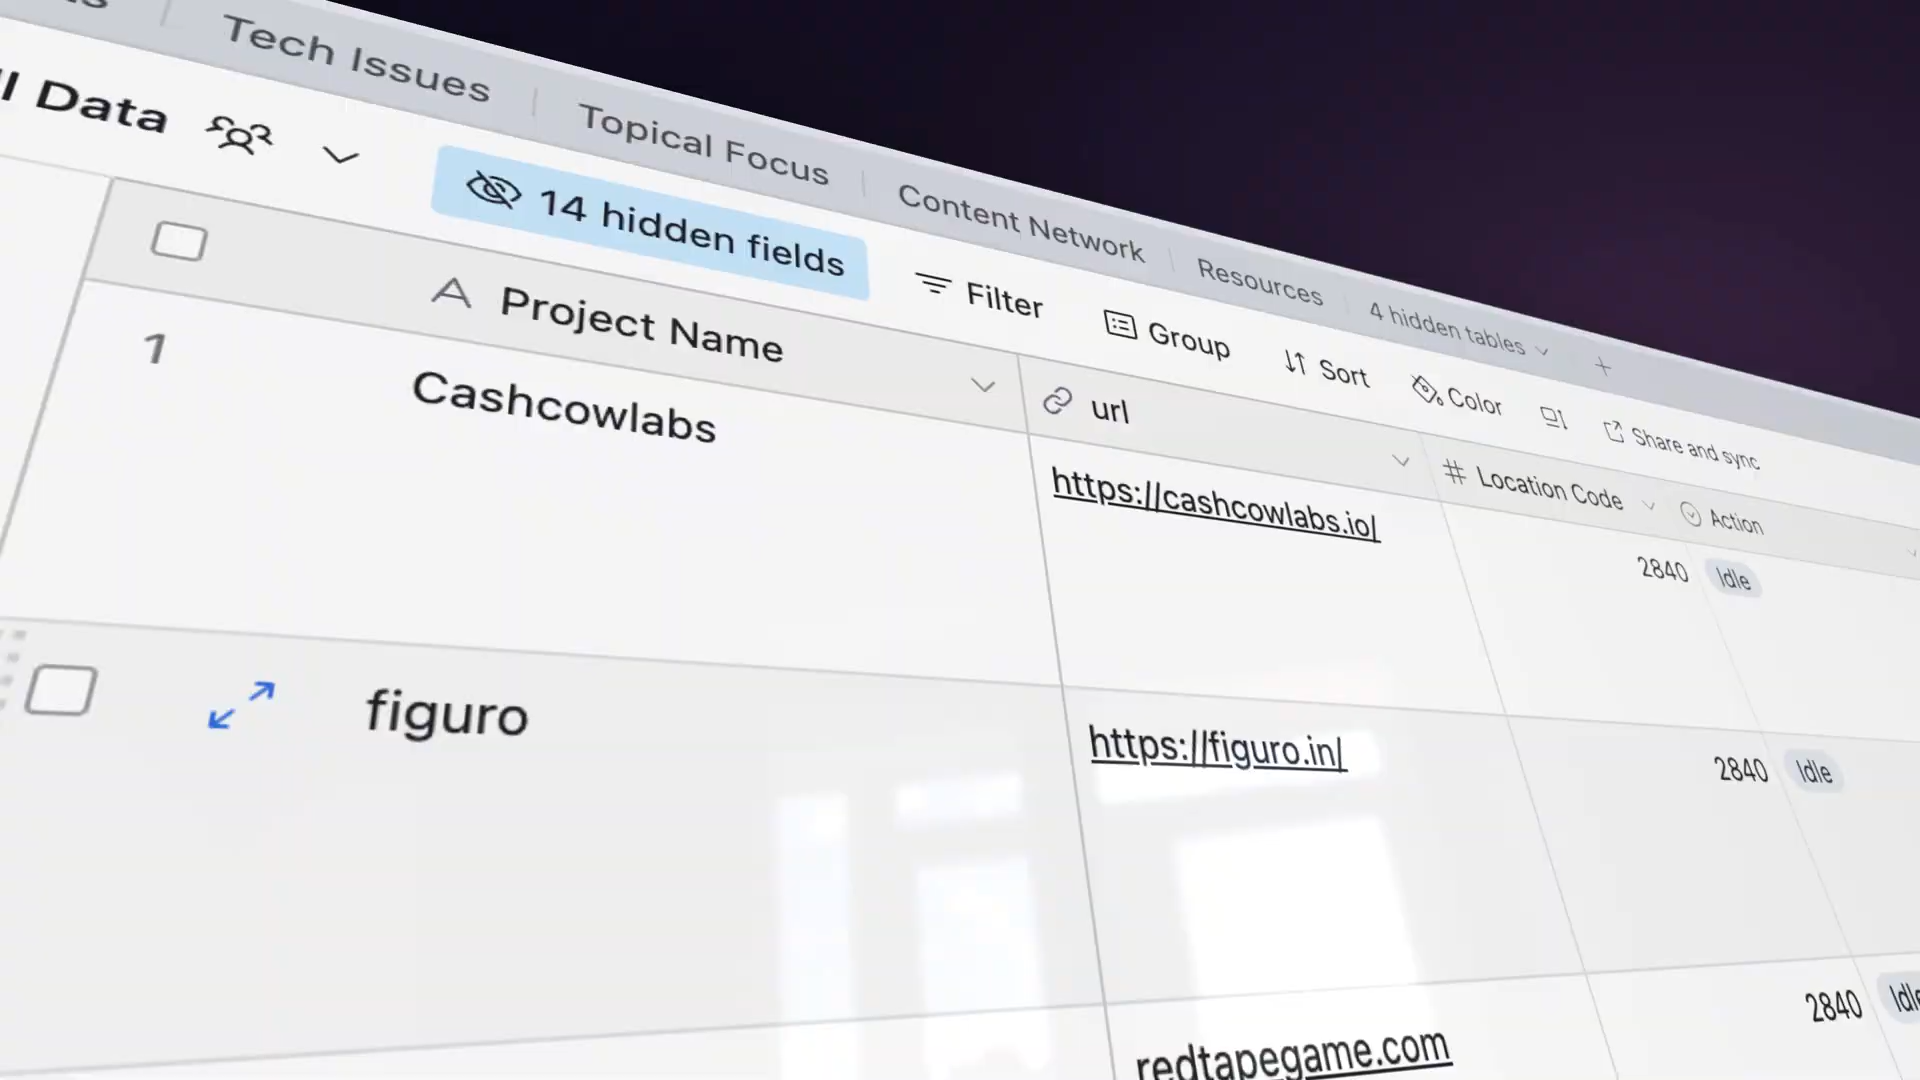 Tech Issues
Topical Focus
Content Network
Resources
4 hidden tables
Data
14 hidden fields
Filter
Group
Sort
Color
Share and sync
Project Name
url
Location Code
Action
1
Cashcowlabs
https://cashcowlabs.io/
2840
Idle
figuro
https://figuro.in/
2840
Idle
redtapegame.com
2840